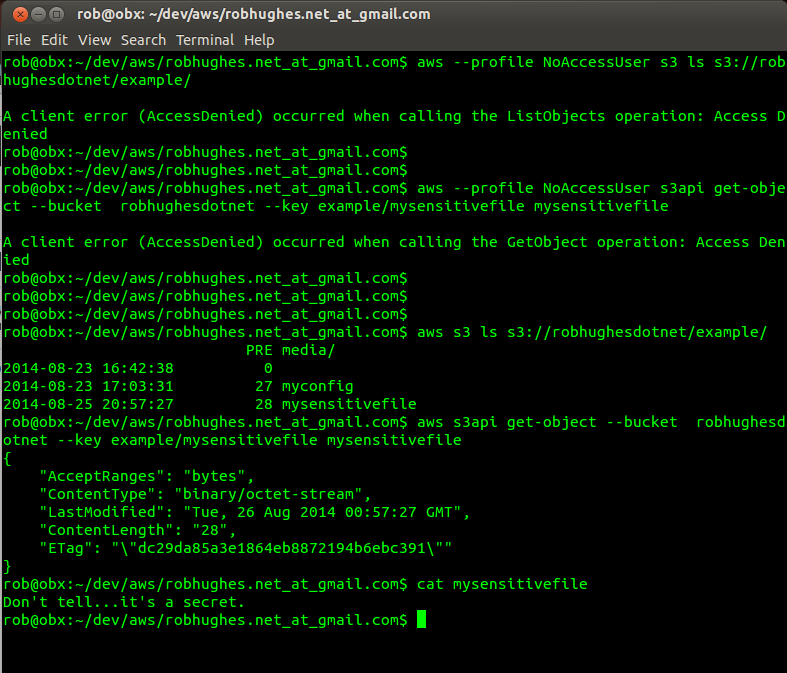 rob@obx: ~/dev/aws/robhughes.net_at_gmail.com
File Edit View Search Terminal Help
rob@obx:~/dev/aws/robhughes.net_at_gmail.com$ aws --profile NoAccessUser s3 ls s3://rob
hughesdotnet/example/

A client error (AccessDenied) occurred when calling the ListObjects operation: Access D
enied
rob@obx:~/dev/aws/robhughes.net_at_gmail.com$
rob@obx:~/dev/aws/robhughes.net_at_gmail.com$
rob@obx:~/dev/aws/robhughes.net_at_gmail.com$ aws --profile NoAccessUser s3api get-obje
ct --bucket  robhughesdotnet --key example/mysensitivefile mysensitivefile

A client error (AccessDenied) occurred when calling the GetObject operation: Access Den
ied
rob@obx:~/dev/aws/robhughes.net_at_gmail.com$
rob@obx:~/dev/aws/robhughes.net_at_gmail.com$
rob@obx:~/dev/aws/robhughes.net_at_gmail.com$
rob@obx:~/dev/aws/robhughes.net_at_gmail.com$ aws s3 ls s3://robhughesdotnet/example/
                           PRE media/
2014-08-23 16:42:38          0
2014-08-23 17:03:31         27 myconfig
2014-08-25 20:57:27         28 mysensitivefile
rob@obx:~/dev/aws/robhughes.net_at_gmail.com$ aws s3api get-object --bucket  robhughesd
otnet --key example/mysensitivefile mysensitivefile
{
    "AcceptRanges": "bytes",
    "ContentType": "binary/octet-stream",
    "LastModified": "Tue, 26 Aug 2014 00:57:27 GMT",
    "ContentLength": "28",
    "ETag": "\"dc29da85a3e1864eb8872194b6ebc391\""
}
rob@obx:~/dev/aws/robhughes.net_at_gmail.com$ cat mysensitivefile
Don't tell...it's a secret.
rob@obx:~/dev/aws/robhughes.net_at_gmail.com$